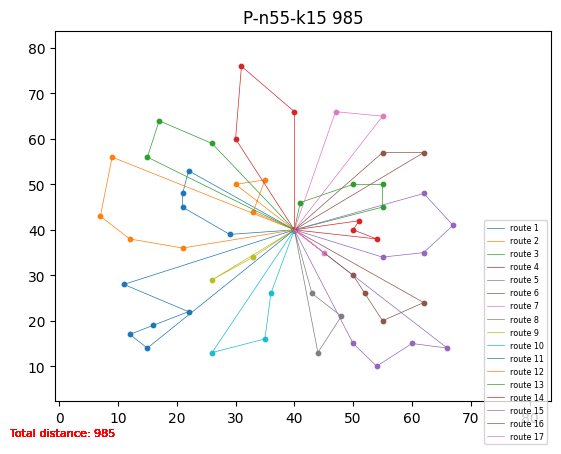 P-n55-k15 985
80
70
60
50
40
30
20
10
0 10 20 30 40 50 60 70 80
route 1
route 2
route 3
route 4
route 5
route 6
route 7
route 8
route 9
route 10
route 11
route 12
route 13
route 14
route 15
route 16
route 17
Total distance: 985